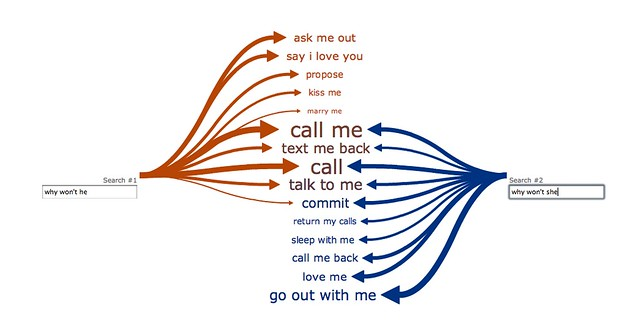 ask me out
say i love you
propose
kiss me
marry me
call me
text me back
call
Search #1
Search #2
talk to me
why won't he
why won't she
commit
return my calls
sleep with me
call me back
love me
go out with me